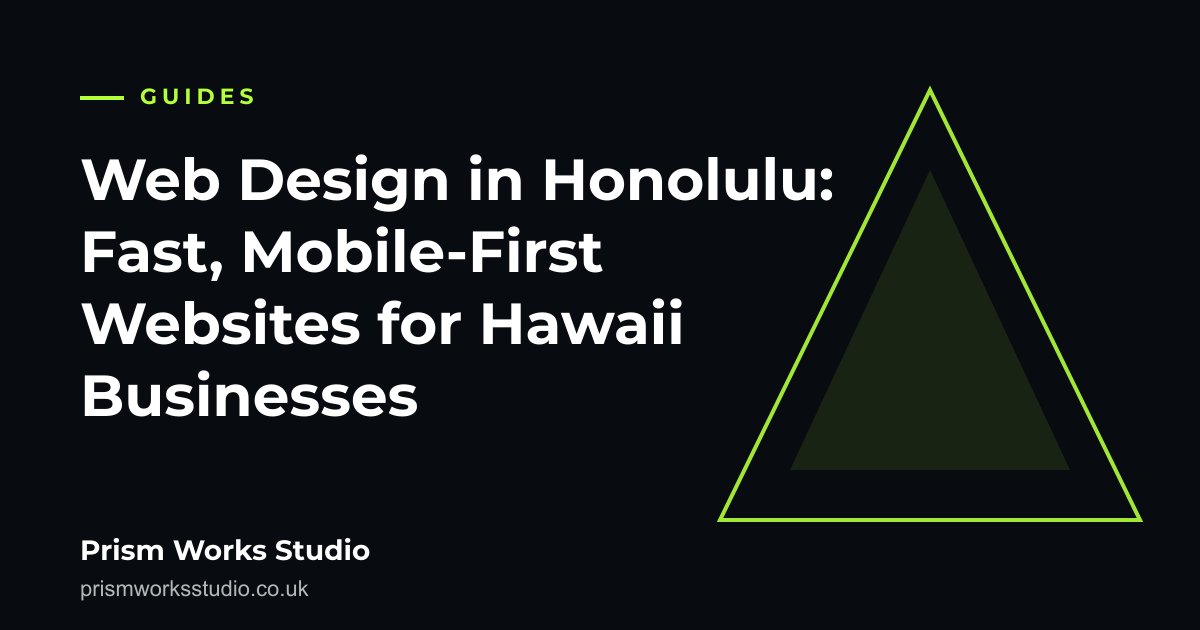 GUIDES
Web Design in Honolulu:
Fast, Mobile-First
Websites for Hawaii
Businesses
Prism Works Studio
prismworksstudio.co.uk